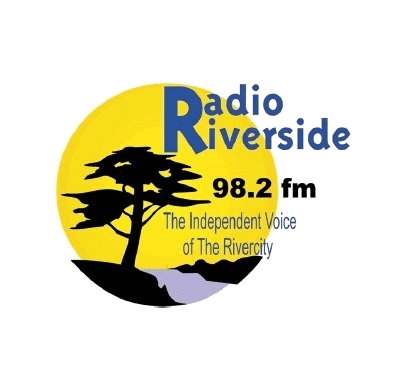 Radio
Riverside
98.2 fm
The Independent Voice
of The Rivercity